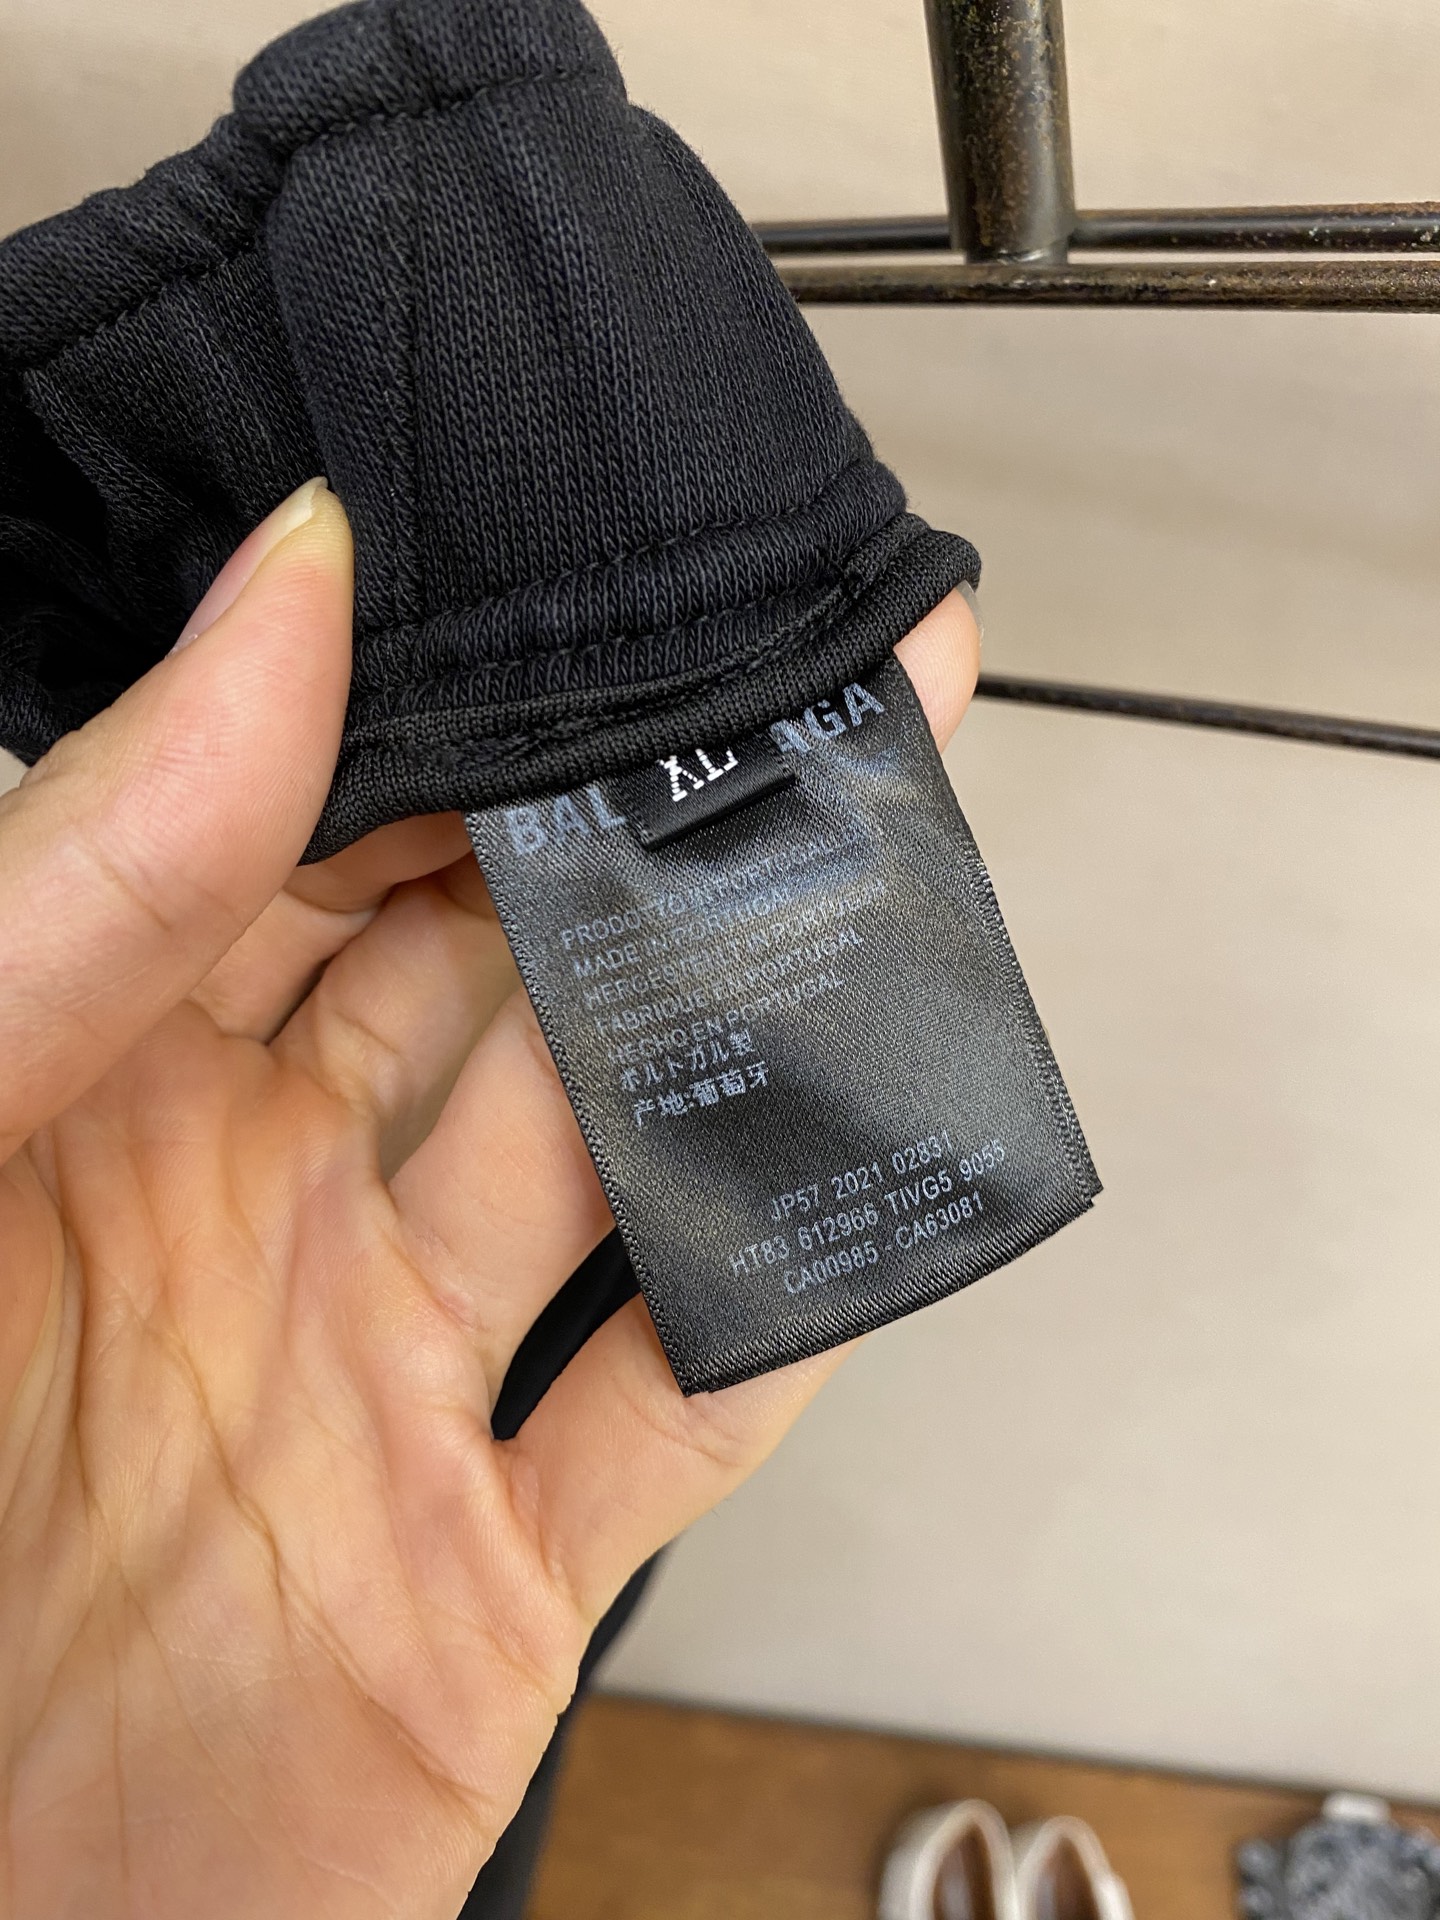 BAL AGA
XL
PRODOTTO IN PORTOGALLO
MADE IN PORTUGAL
HERGESTELLT IN PORTUGAL
FABRIQUE EN PORTUGAL
HECHO EN PORTUGAL
ポルトガル製
产地:葡萄牙
JP57 2021 02831
HT83 612966 TIVG5 9055
CA00985 - CA63081